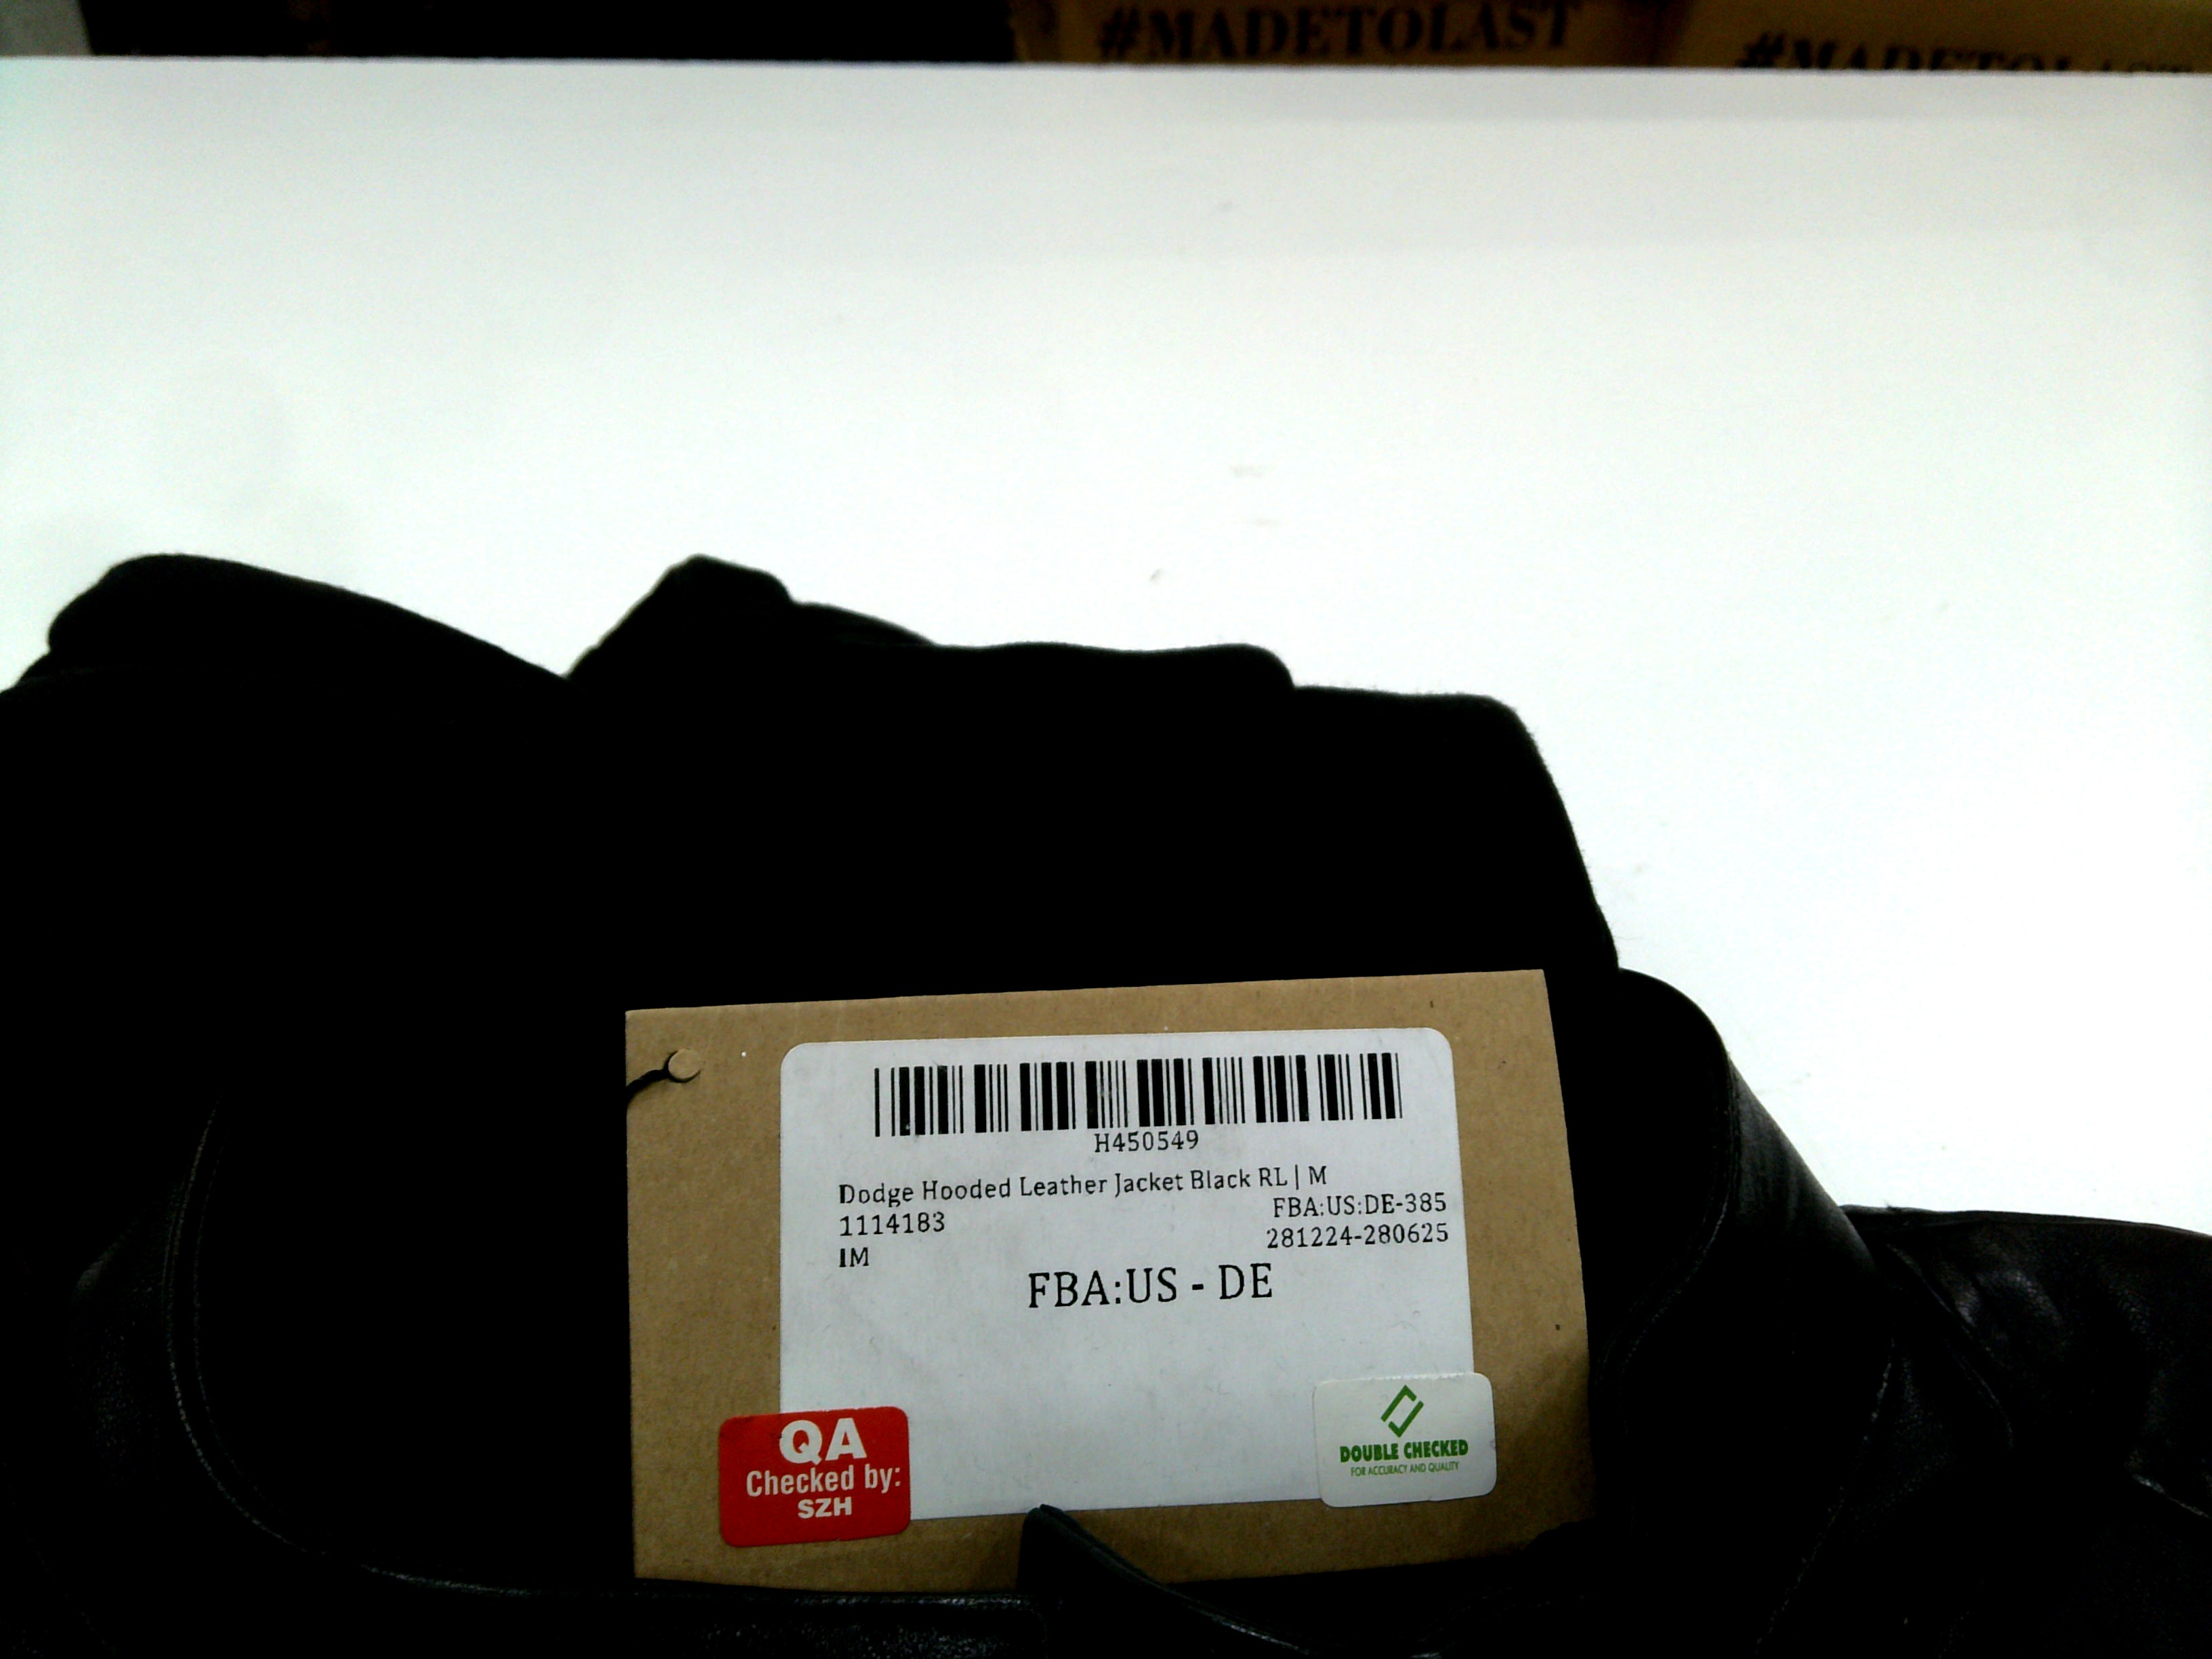 #MADETOLAST
#MADETOLAST
H450549
Dodge Hooded Leather Jacket Black RL | M
1114183
FBA:US:DE-385
IM
281224-280625
FBA:US - DE
QA
Checked by:
SZH
DOUBLE CHECKED
FOR ACCURACY AND QUALITY